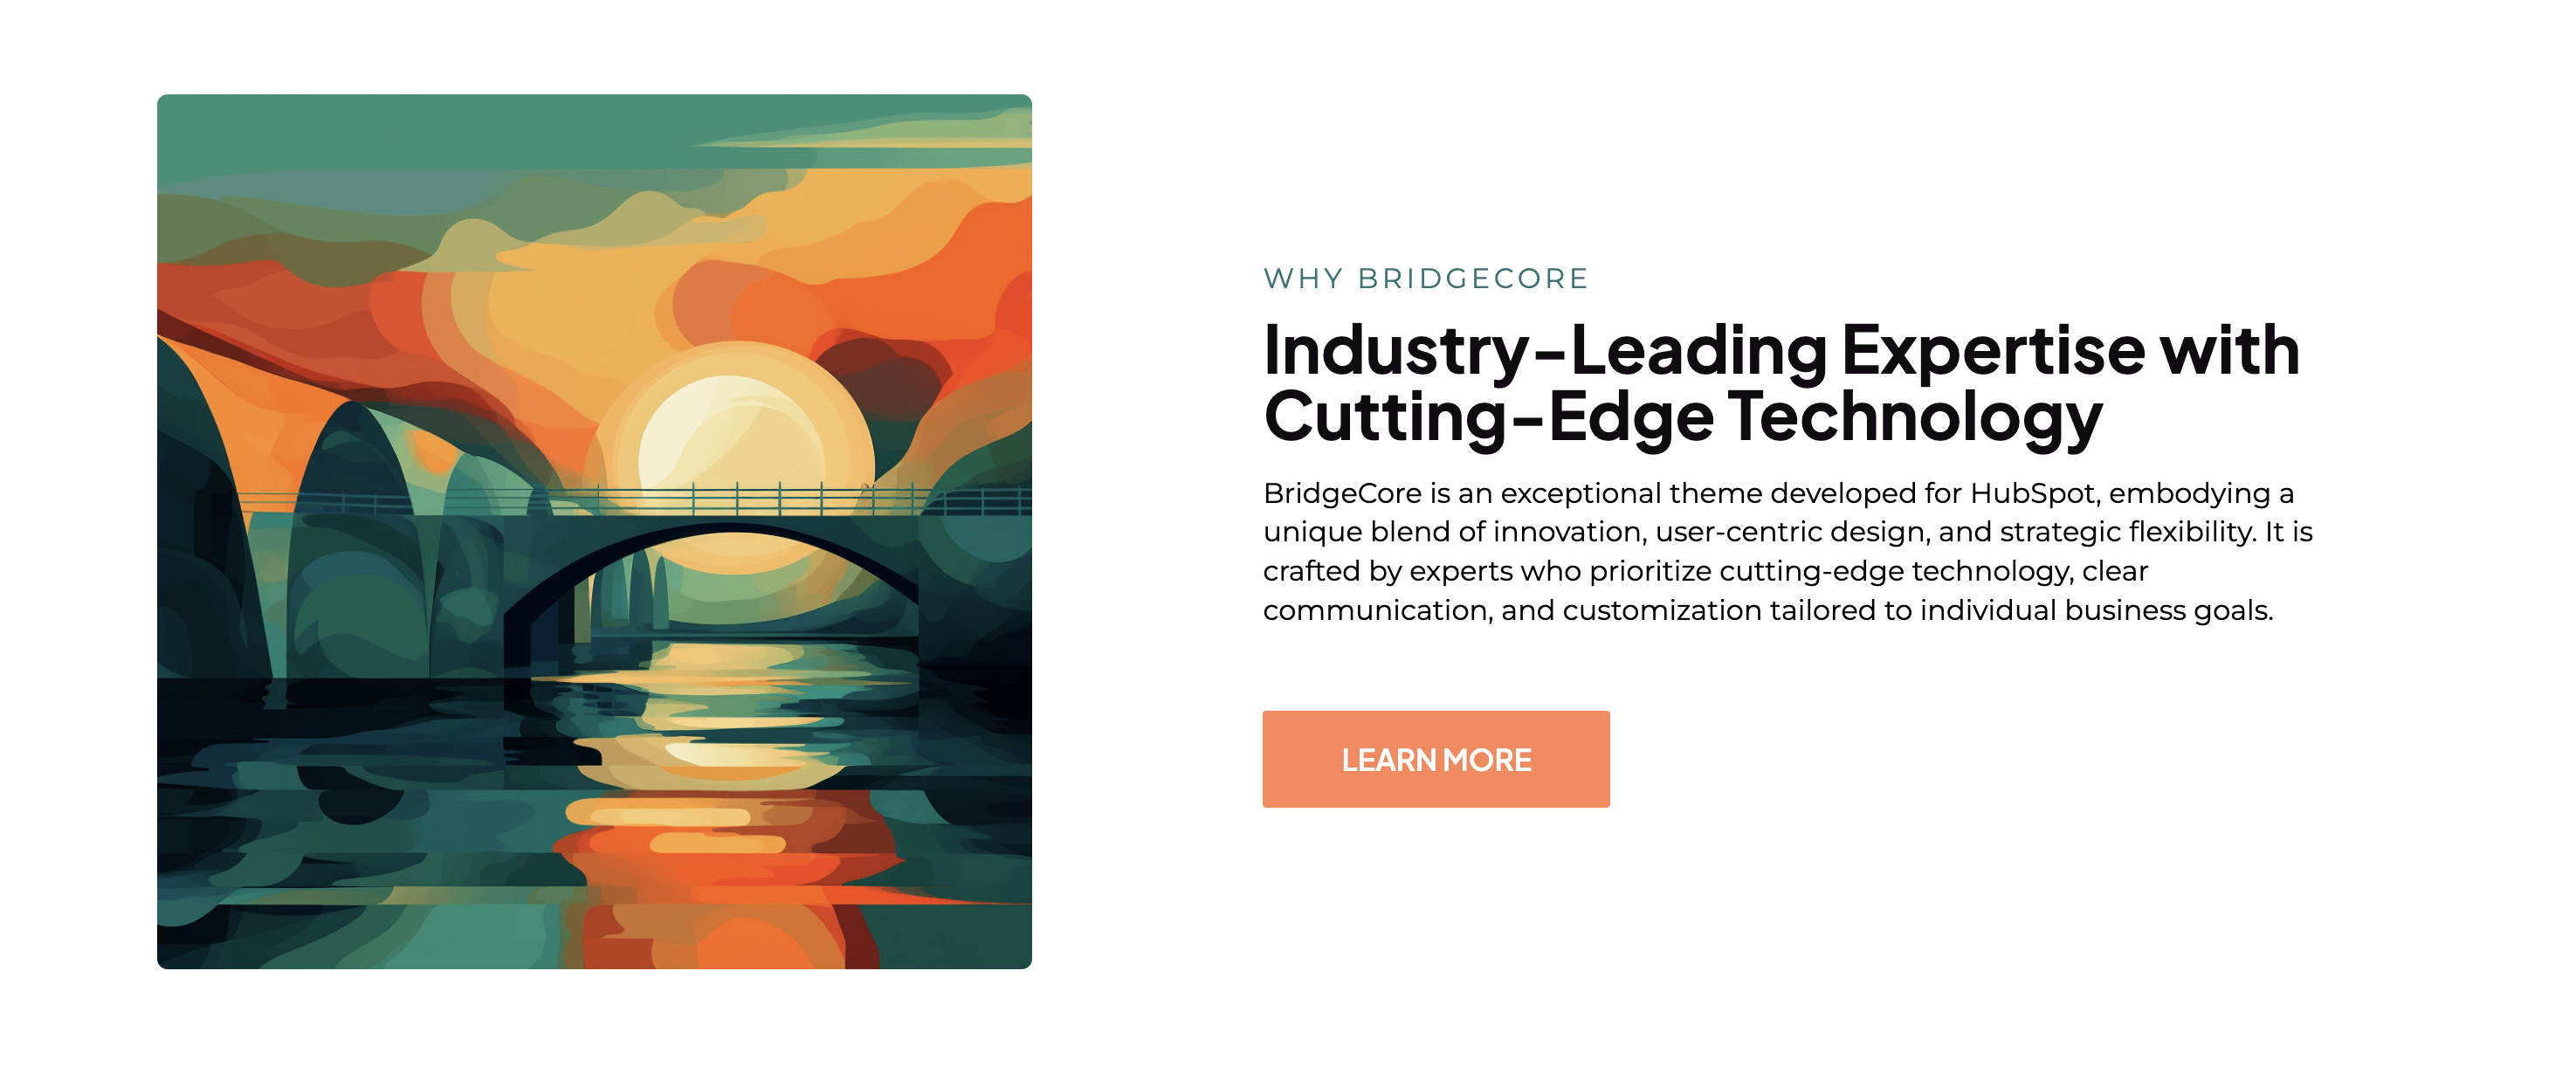 WHY BRIDGECORE
Industry-Leading Expertise with
Cutting-Edge Technology
BridgeCore is an exceptional theme developed for HubSpot, embodying a
unique blend of innovation, user-centric design, and strategic flexibility. It is
crafted by experts who prioritize cutting-edge technology, clear
communication, and customization tailored to individual business goals.
LEARN MORE